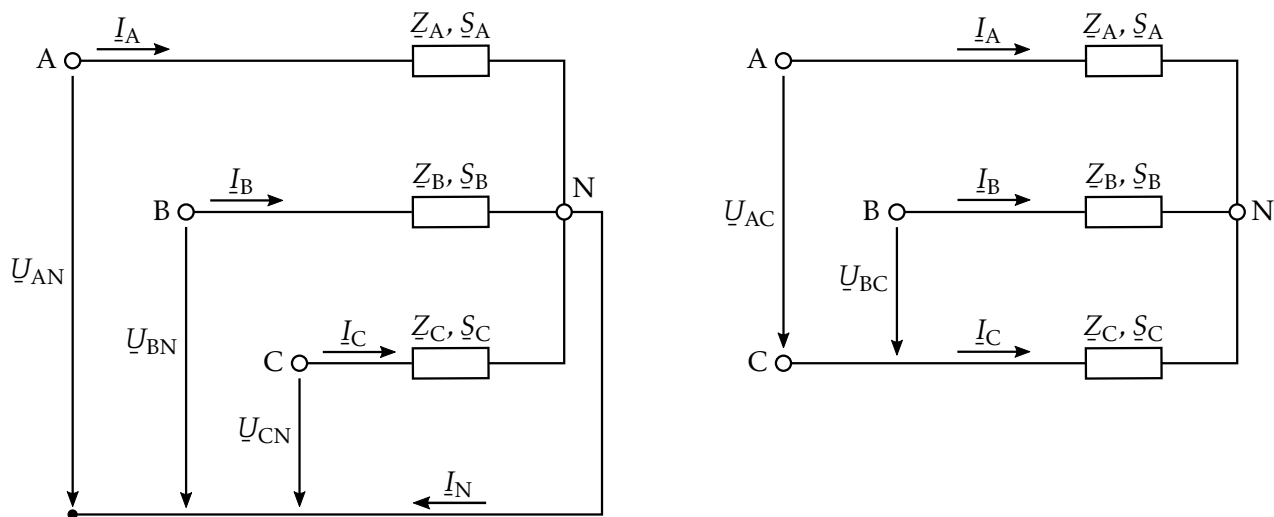 I_A
Z_A, S_A
A
I_B
Z_B, S_B
N
B
U_AN
I_C
Z_C, S_C
U_BN
C
U_CN
I_N
I_A
Z_A, S_A
A
I_B
Z_B, S_B
U_AC
B
N
U_BC
I_C
Z_C, S_C
C